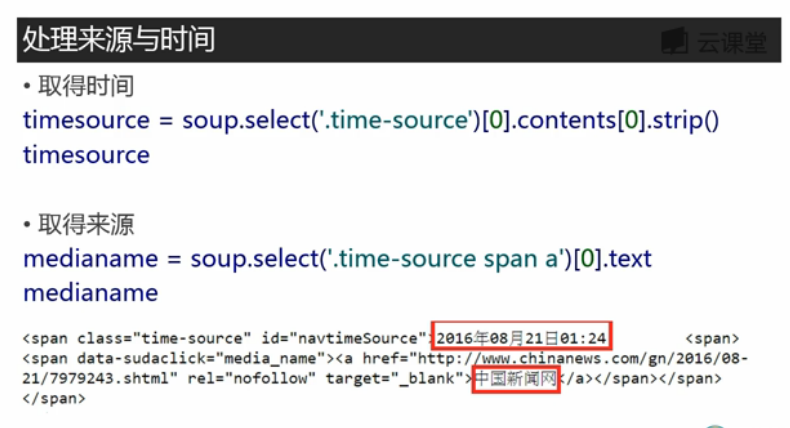 处理来源与时间
云课堂
• 取得时间
timesource = soup.select('.time-source')[0].contents[0].strip()
timesource
• 取得来源
medianame = soup.select('.time-source span a')[0].text
medianame
<span class="time-source" id="navtimeSource">2016年08月21日01:24 <span>
<span data-sudaclick="media_name"><a href="http://www.chinanews.com/gn/2016/08-
21/7979243.shtml" rel="nofollow" target="_blank">中国新闻网</a></span></span>
</span>